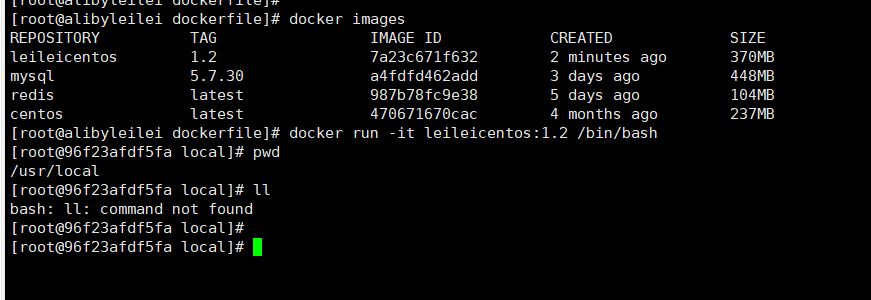 [root@alibyleilei dockerfile]#
[root@alibyleilei dockerfile]# docker images
REPOSITORY TAG IMAGE ID CREATED SIZE
leileicentos 1.2 7a23c671f632 2 minutes ago 370MB
mysql 5.7.30 a4fdfd462add 3 days ago 448MB
redis latest 987b78fc9e38 5 days ago 104MB
centos latest 470671670cac 4 months ago 237MB
[root@alibyleilei dockerfile]# docker run -it leileicentos:1.2 /bin/bash
[root@96f23afdf5fa local]# pwd
/usr/local
[root@96f23afdf5fa local]# ll
bash: ll: command not found
[root@96f23afdf5fa local]#
[root@96f23afdf5fa local]#